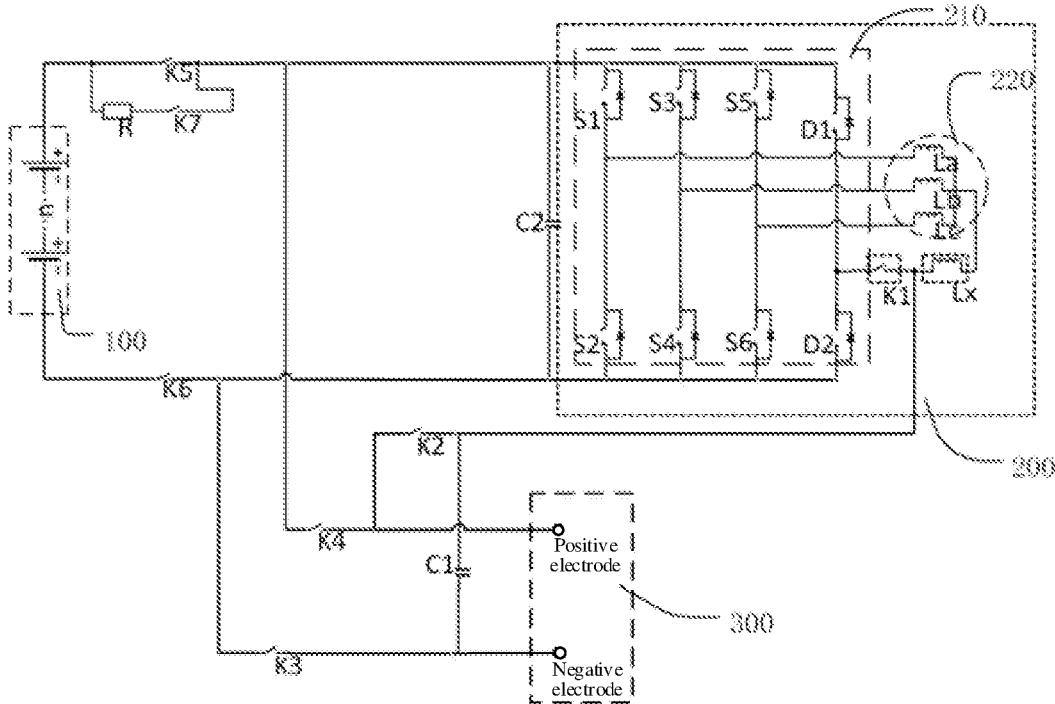 210
K5
220
R
K7
S1
S3
S5
D1
La
Lb
C2
K1
Lx
100
S2
S4
S6
D2
K6
K2
200
K4
Positive
electrode
C1
300
K3
Negative
electrode